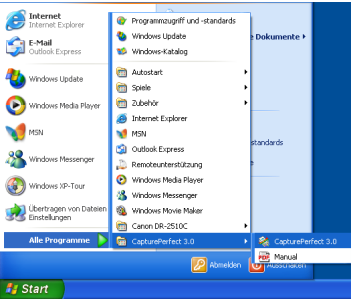 Internet
Internet Explorer
E-Mail
Outlook Express
Windows Update
Windows Media Player
MSN
Windows Messenger
Windows XP-Tour
Übertragen von Dateien
Einstellungen
Alle Programme
Programmzugriff und -standards
Windows Update
Windows-Katalog
Autostart
Spiele
Zubehör
Internet Explorer
MSN
Outlook Express
Remoteunterstützung
Windows Media Player
Windows Messenger
Windows Movie Maker
Canon DR-2510C
CapturePerfect 3.0
e Dokumente
standards
CapturePerfect 3.0
Manual
Abmelden
Ausschalten
Start